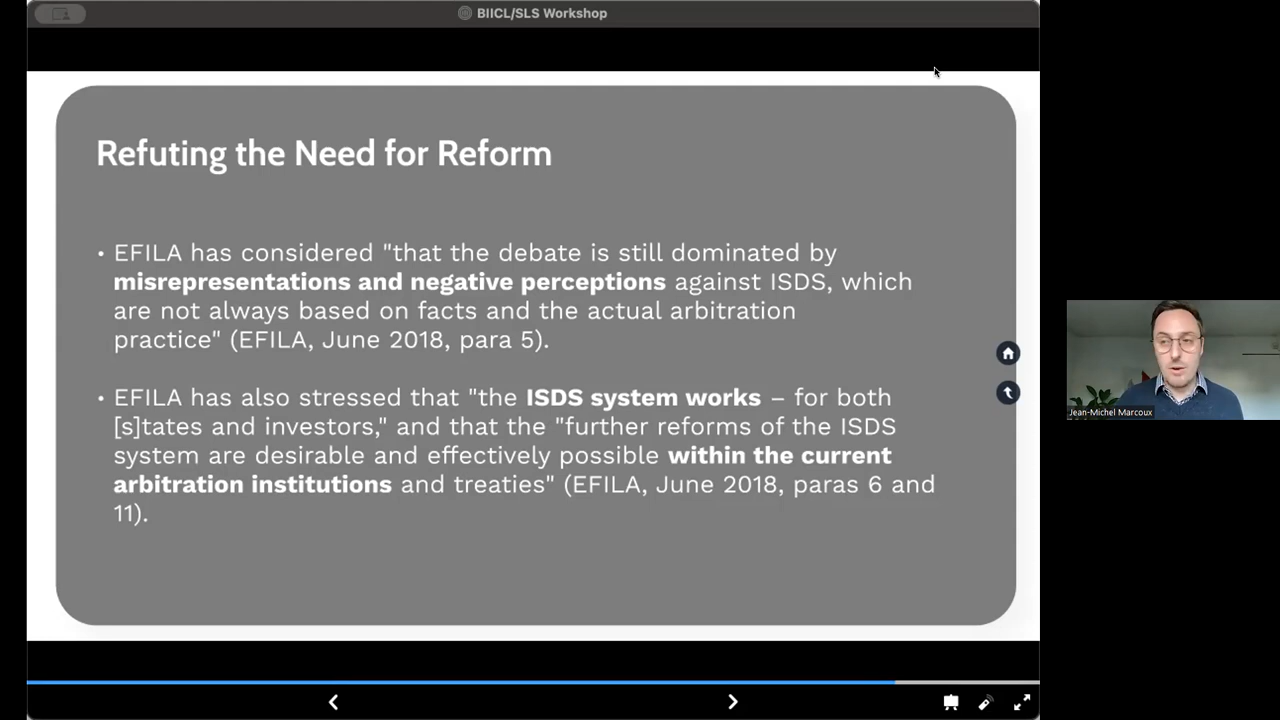 BIICL/SLS Workshop
Refuting the Need for Reform
• EFILA has considered "that the debate is still dominated by
misrepresentations and negative perceptions against ISDS, which
are not always based on facts and the actual arbitration
practice" (EFILA, June 2018, para 5).
• EFILA has also stressed that "the ISDS system works – for both
[s]tates and investors," and that the "further reforms of the ISDS
system are desirable and effectively possible within the current
arbitration institutions and treaties" (EFILA, June 2018, paras 6 and
11).
Jean-Michel Marcoux